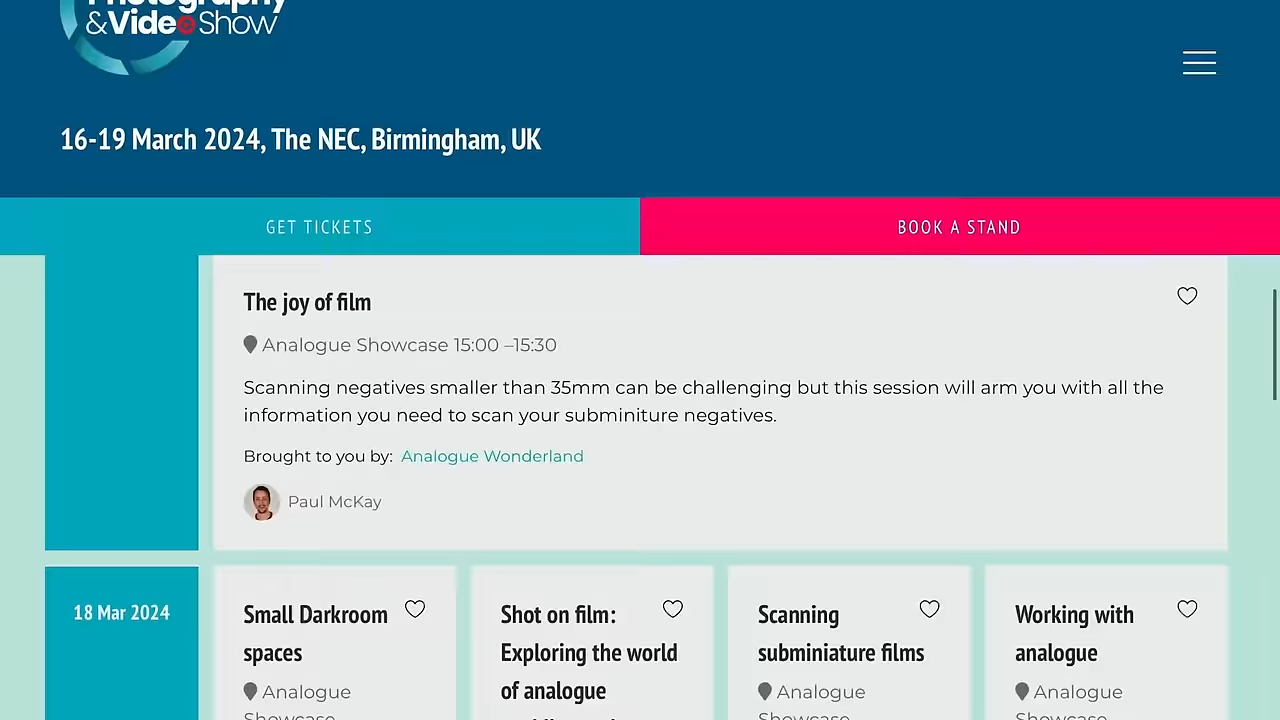 Photography
&Video Show
16-19 March 2024, The NEC, Birmingham, UK
GET TICKETS
BOOK A STAND
The joy of film
Analogue Showcase 15:00 –15:30
Scanning negatives smaller than 35mm can be challenging but this session will arm you with all the
information you need to scan your subminiture negatives.
Brought to you by: Analogue Wonderland
Paul McKay
18 Mar 2024
Small Darkroom
spaces
Analogue
Showcase
Shot on film:
Exploring the world
of analogue
Scanning
subminiature films
Analogue
Showcase
Working with
analogue
Analogue
Showcase